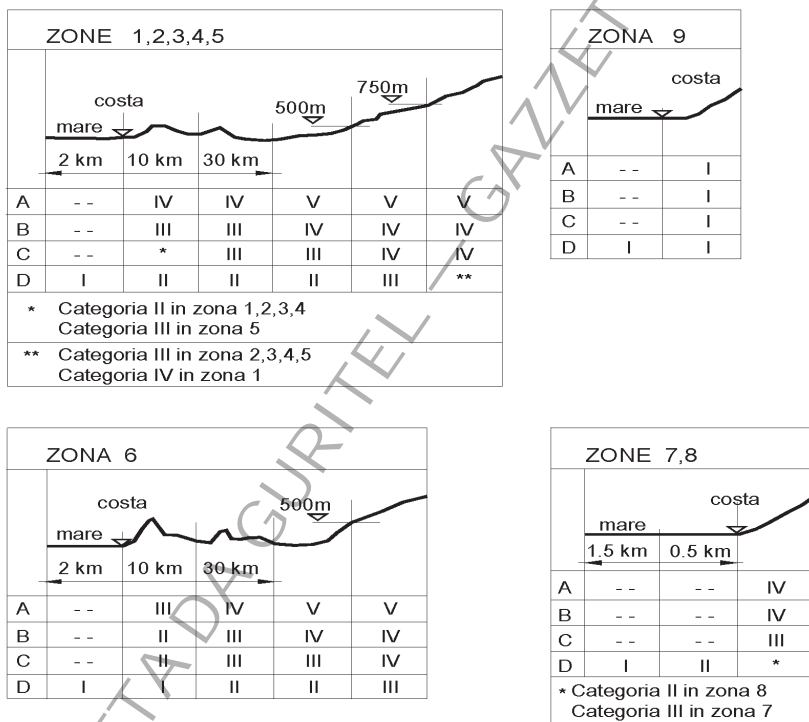 ZONE 1,2,3,4,5
costa
mare
500m
750m
2 km 10 km 30 km
A -- IV IV V V V
B -- III III IV IV IV
C -- * III III IV IV
D I II II II III **
* Categoria II in zona 1,2,3,4
Categoria III in zona 5
** Categoria III in zona 2,3,4,5
Categoria IV in zona 1
ZONA 9
costa
mare
A -- I
B -- I
C -- I
D I I
ZONA 6
costa
500m
mare
2 km 10 km 30 km
A -- III IV V V
B -- II III IV IV
C -- II III III IV
D I I II II III
ZONE 7,8
costa
mare
1.5 km 0.5 km
A -- -- IV
B -- -- IV
C -- -- III
D I II *
* Categoria II in zona 8
Categoria III in zona 7
ETA DA GURITEL — GAZZET